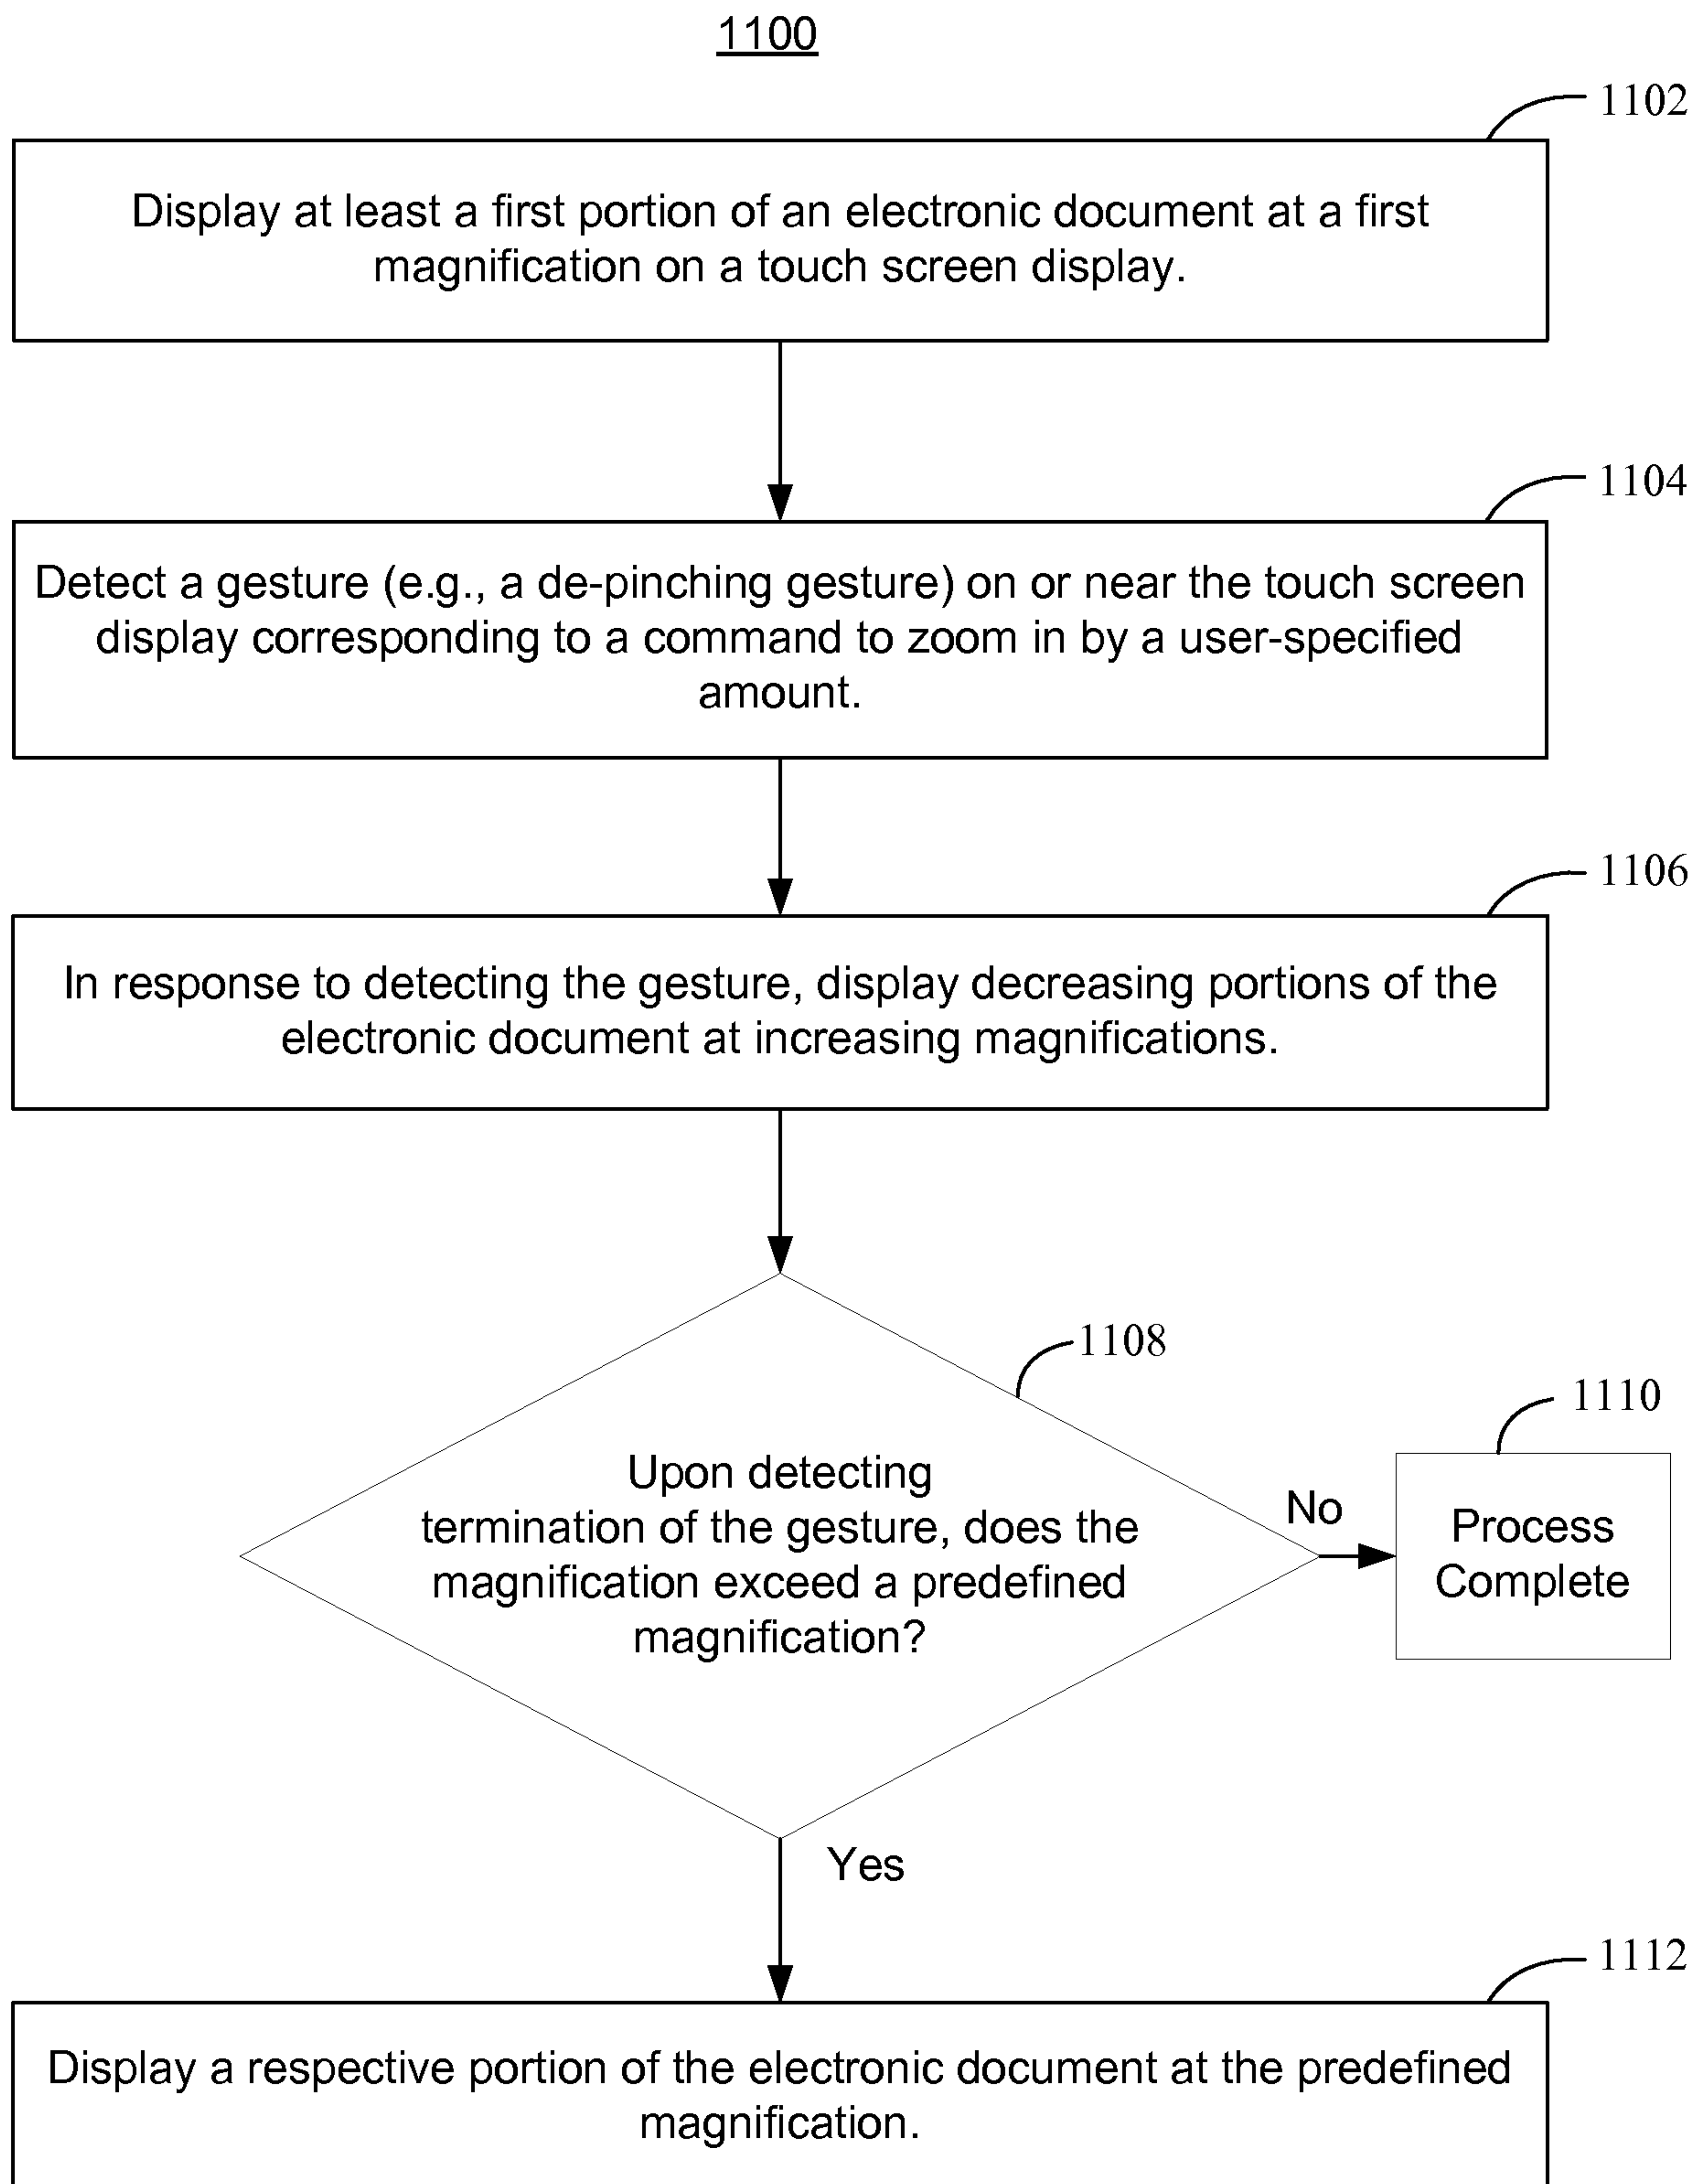 1100
1102
Display at least a first portion of an electronic document at a first
magnification on a touch screen display.
1104
Detect a gesture (e.g., a de-pinching gesture) on or near the touch screen
display corresponding to a command to zoom in by a user-specified
amount.
1106
In response to detecting the gesture, display decreasing portions of the
electronic document at increasing magnifications.
1108
Upon detecting
termination of the gesture, does the
magnification exceed a predefined
magnification?
No
1110
Process
Complete
Yes
1112
Display a respective portion of the electronic document at the predefined
magnification.